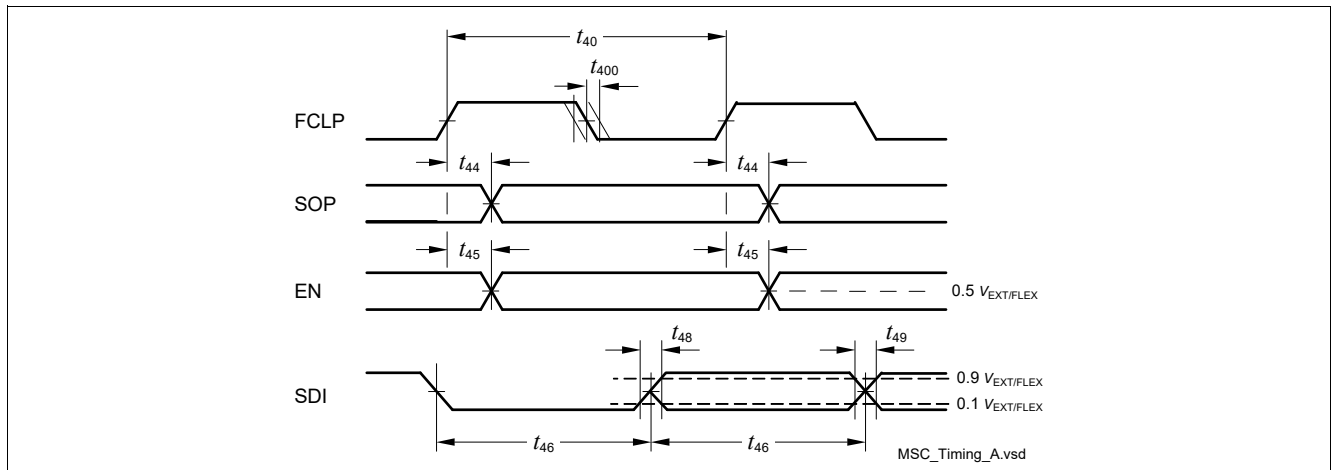 t40
t400
FCLP
t44 t44
SOP
t45 t45
EN
0.5 VEXT/FLEX
t48 t49
SDI
0.9 VEXT/FLEX
0.1 VEXT/FLEX
t46 t46
MSC_Timing_A.vsd